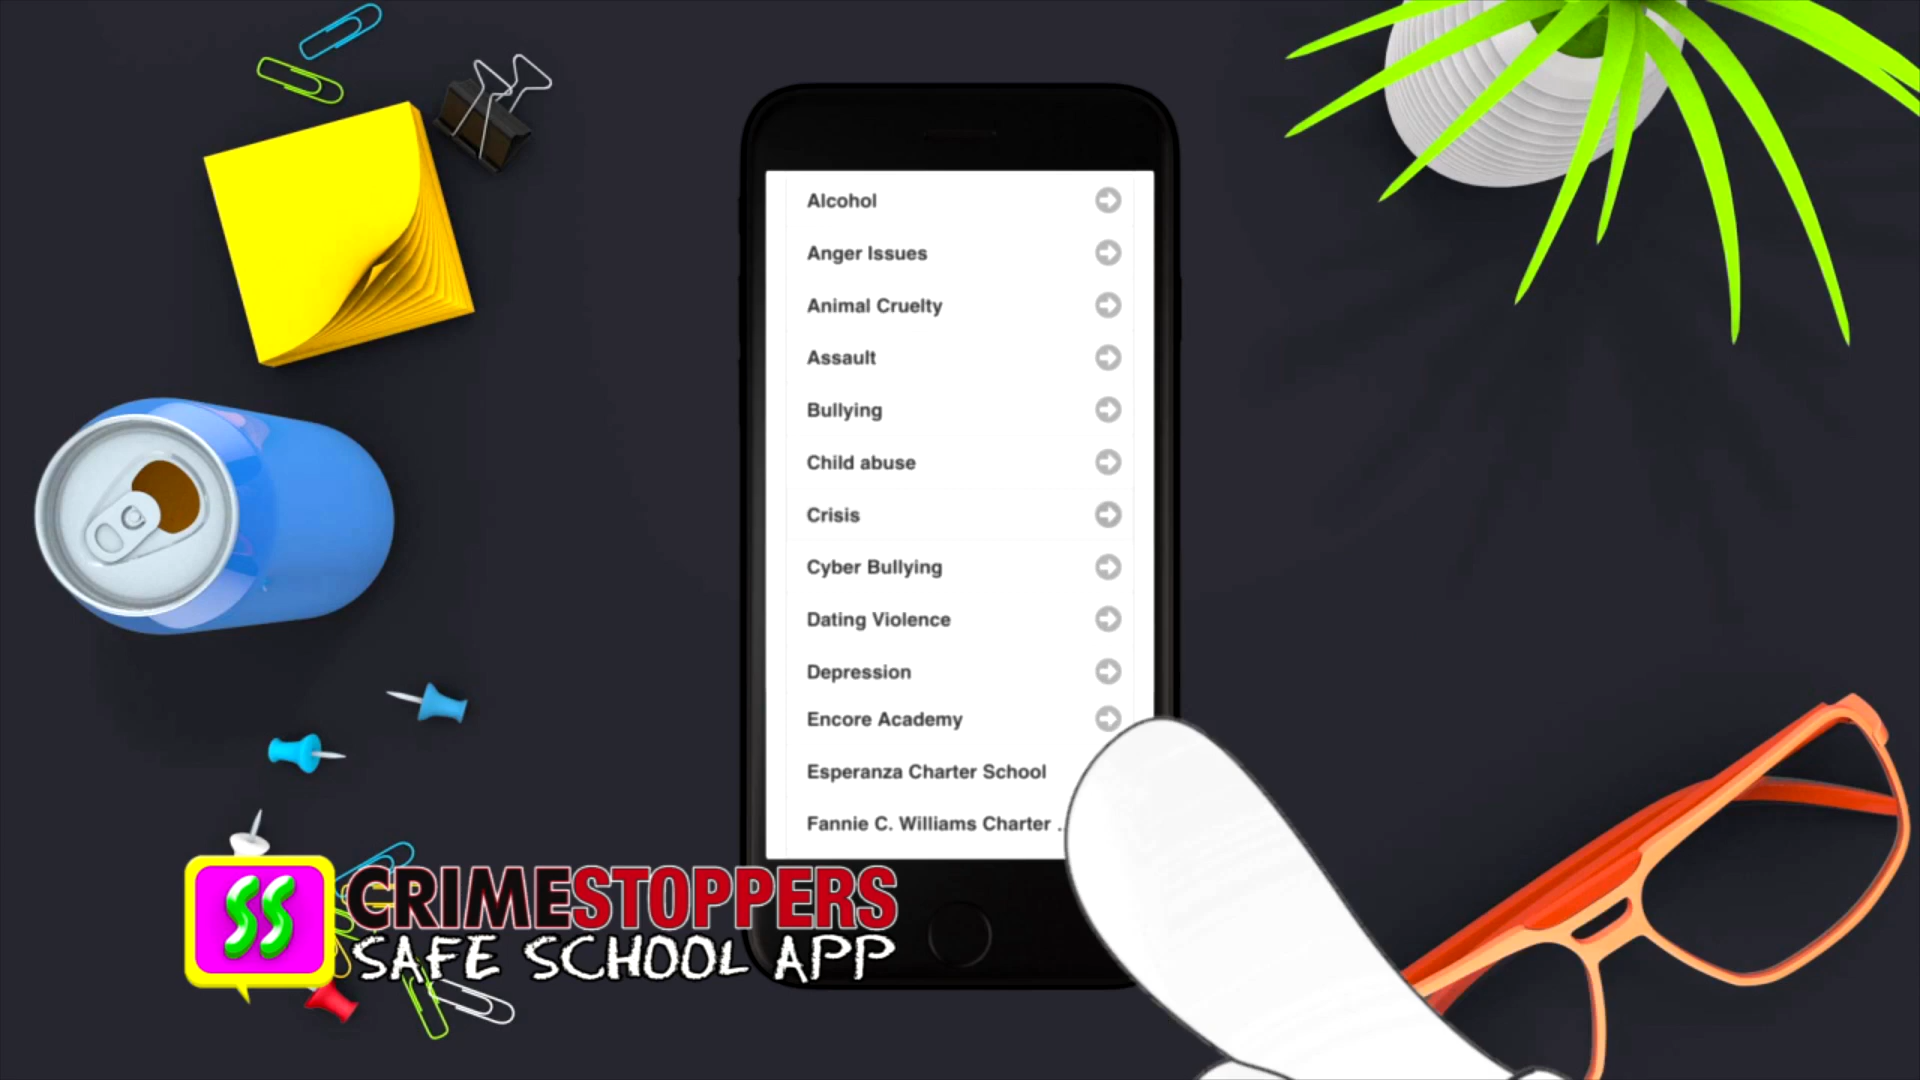 Alcohol
Anger Issues
Animal Cruelty
Assault
Bullying
Child abuse
Crisis
Cyber Bullying
Dating Violence
Depression
Encore Academy
Esperanza Charter School
Fannie C. Williams Charter ..
SS
CRIMESTOPPERS
SAFE SCHOOL APP